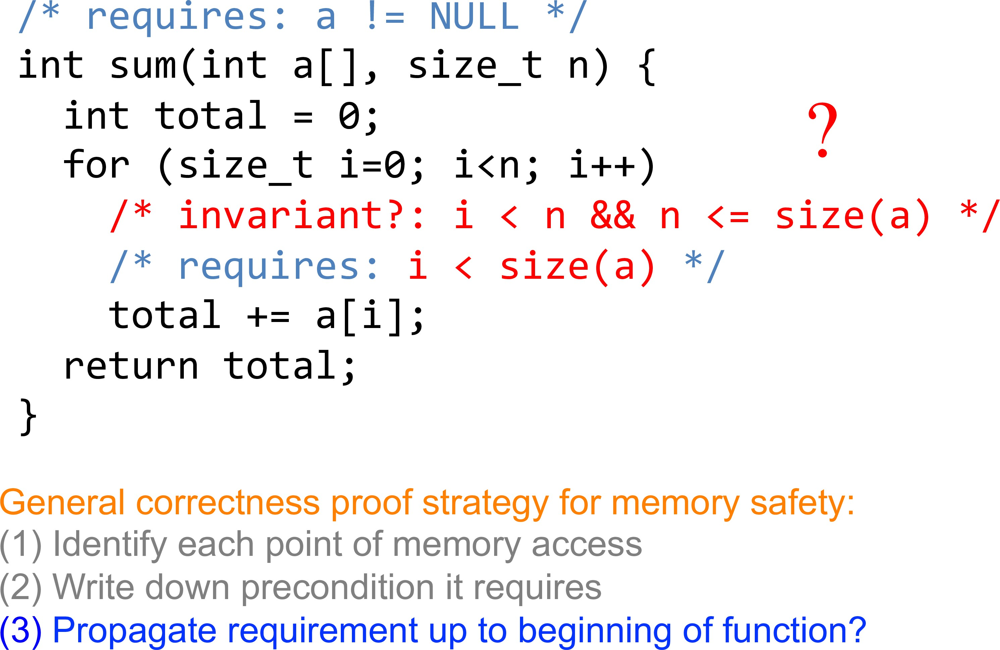 /* requires: a != NULL */
int sum(int a[], size_t n) {
int total = 0;
?
for (size_t i=0; i<n; i++)
/* invariant?: i < n && n <= size(a) */
/* requires: i < size(a) */
total += a[i];
return total;
}
General correctness proof strategy for memory safety:
(1) Identify each point of memory access
(2) Write down precondition it requires
(3) Propagate requirement up to beginning of function?